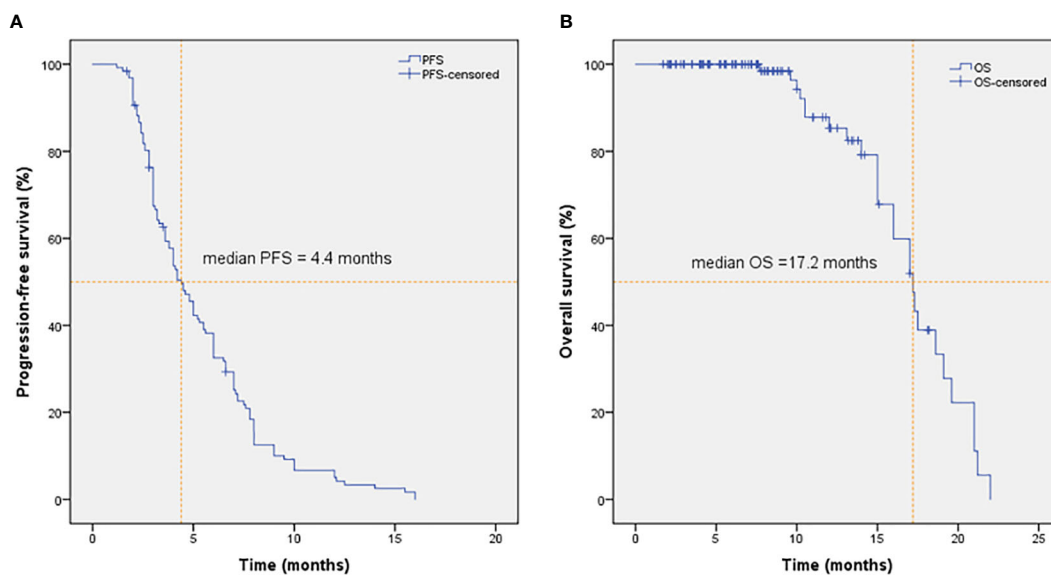 A
Progression-free survival (%)
100
80
60
40
20
0
PFS
PFS-censored
median PFS = 4.4 months
0 5 10 15 20
Time (months)
B
Overall survival (%)
100
80
60
40
20
0
OS
OS-censored
median OS =17.2 months
0 5 10 15 20 25
Time (months)